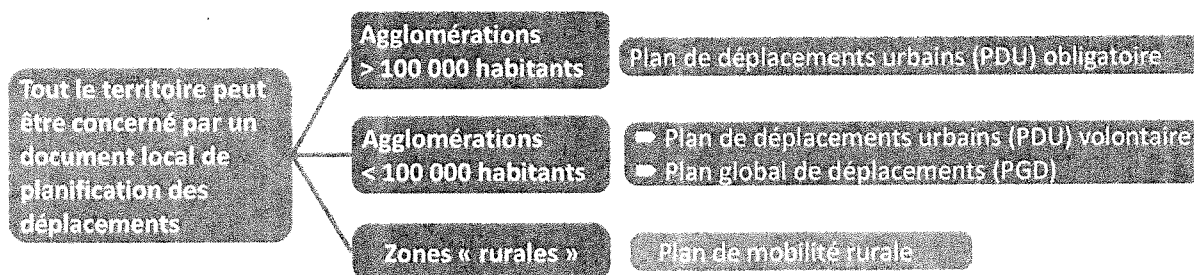 Tout le territoire peut
être concerné par un
document local de
planification des
déplacements
Agglomérations
> 100 000 habitants
Plan de déplacements urbains (PDU) obligatoire
Agglomérations
< 100 000 habitants
Plan de déplacements urbains (PDU) volontaire
Plan global de déplacements (PGD)
Zones « rurales »
Plan de mobilité rurale